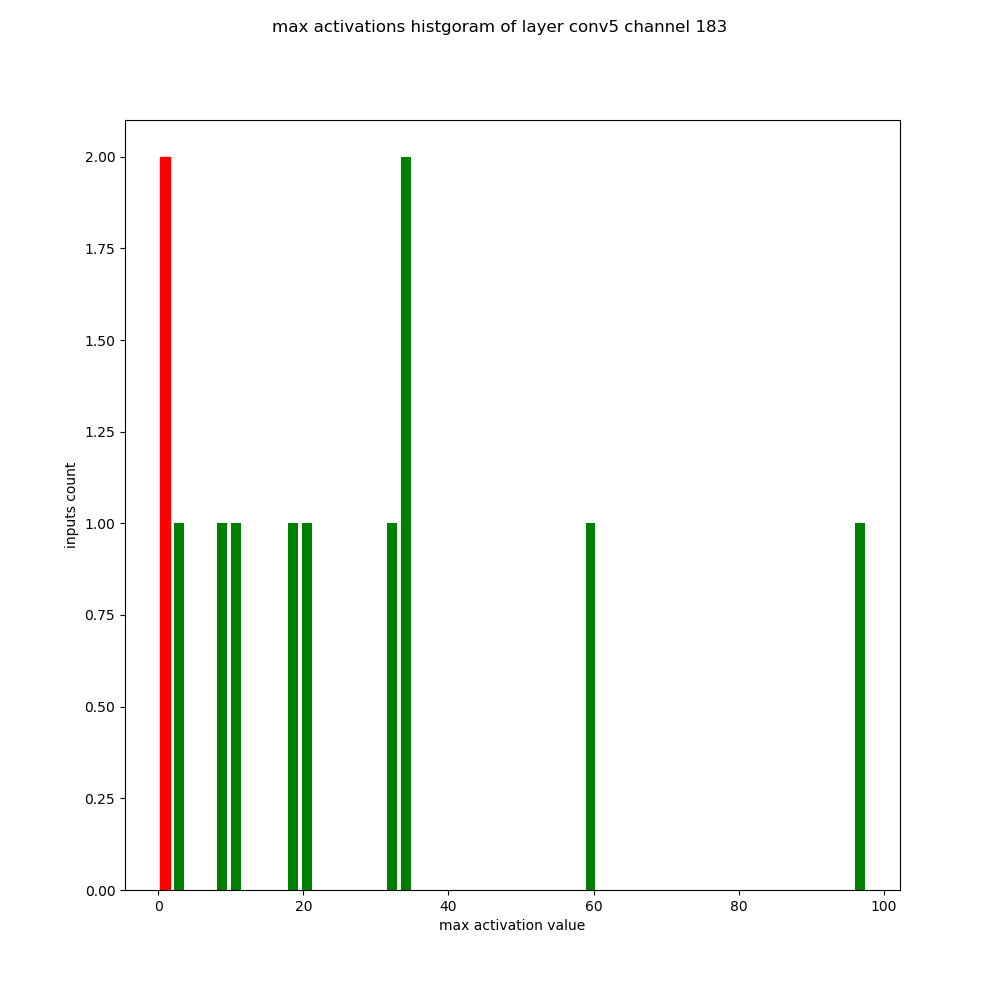 max activations histgoram of layer conv5 channel 183
2.00
1.75
1.50
1.25
1.00
0.75
0.50
0.25
0.00
inputs count
0 20 40 60 80 100
max activation value